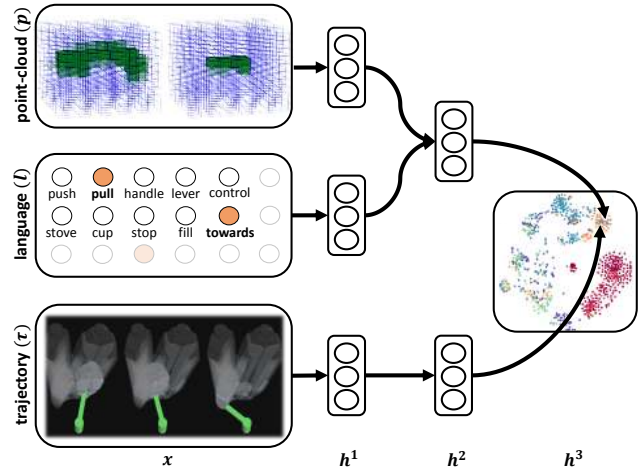 point-cloud (p)
language (l)
push pull handle lever control
stove cup stop fill towards
trajectory (τ)
x h¹ h² h³